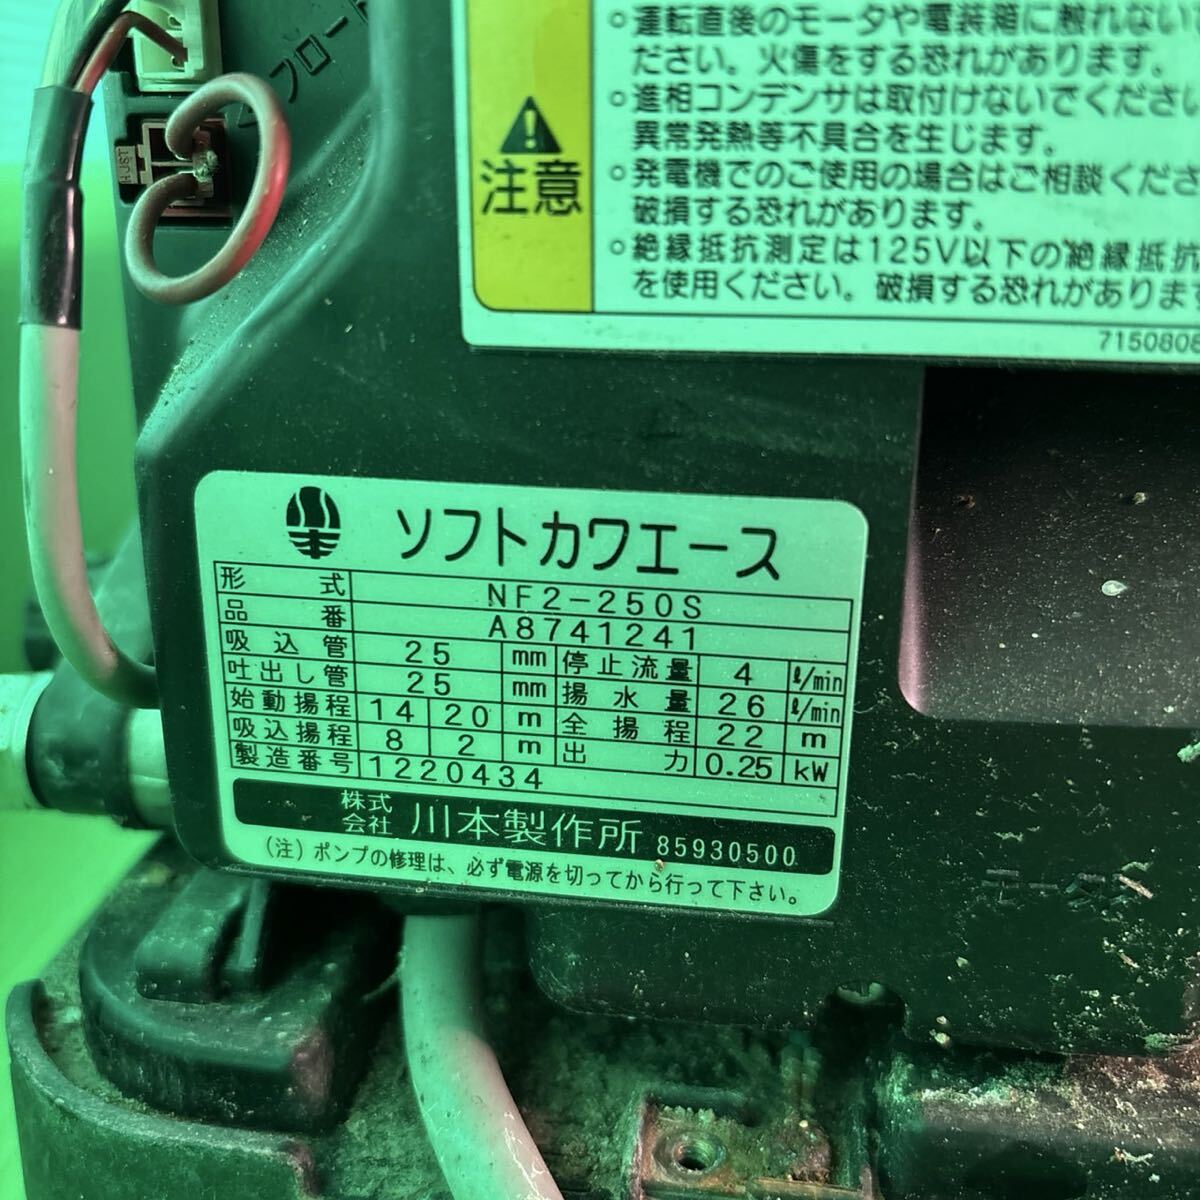 フロート
HJST
○運転直後のモータや電装箱に触れない
ださい。火傷をする恐れがあります。
○進相コンデンサは取付けないでくださ
異常発熱等不具合を生じます。
○発電機でのご使用の場合はご相談くださ
破損する恐れがあります。
○絶縁抵抗測定は125V以下の絶縁抵抗
を使用ください。破損する恐れがありま
注意
7150808
川本
ソフトカワエース
形式 NF2-250S
品番 A8741241
吸込管 25 mm 停止流量 4 ℓ/min
吐出し管 25 mm 揚水量 26 ℓ/min
始動揚程 14 20 m 全揚程 22 m
吸込揚程 8 2 m 出力 0.25 kW
製造番号 1220434
株式会社 川本製作所 85930500
(注) ポンプの修理は、必ず電源を切ってから行って下さい。